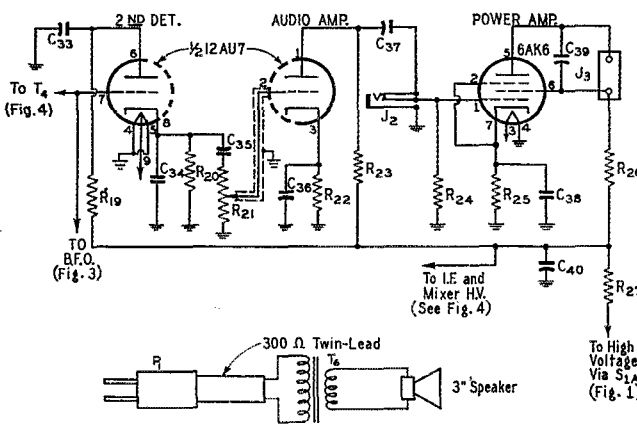 2 ND DET.
AUDIO AMP.
POWER AMP.
C33
6
½12AU7
1
C37
5
6AK6
C39
J3
To T4
(Fig. 4)
7
2
2
1
6
J2
4
5
8
9
3
7
3
4
C35
C34
R20
R21
C36
R22
R23
R24
R25
C38
R26
R19
TO
B.F.O.
(Fig. 3)
To I.F. and
Mixer H.V.
(See Fig. 4)
C40
R27
To High
Voltage
Via S1A
(Fig. 1)
300 Ω Twin-Lead
P1
T6
3" Speaker